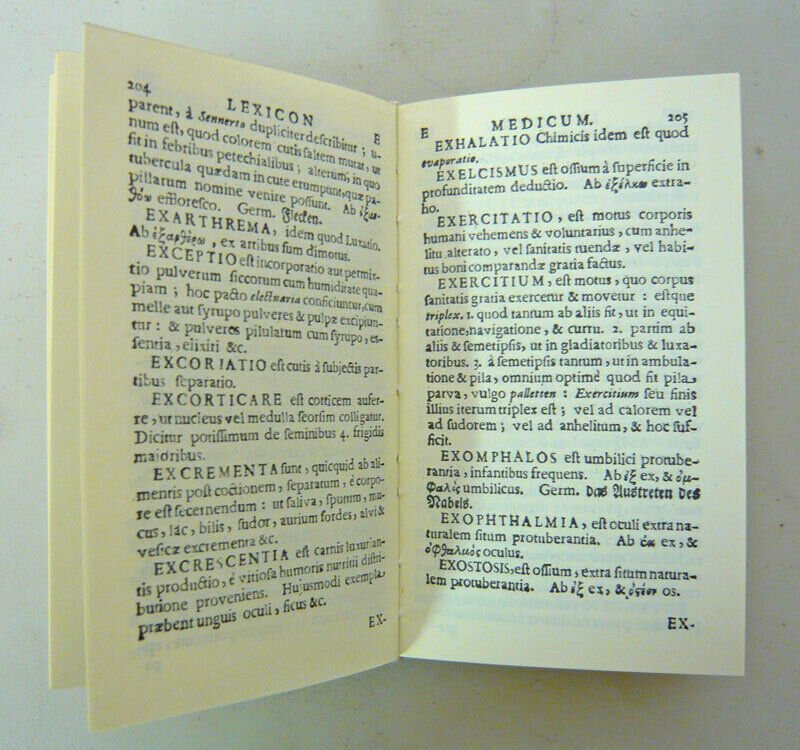 204
LEXICON
E
parent, à Sennerto dupliciter deſcribitur; u-
num eſt, quod colorem cutis ſaltem mutat, ut
fit in febribus petechialibus; alterum, in quo
tubercula quædam in cute erumpunt, quæ pa-
pillarum nomine venire poſſunt. Ab
effloreſco. Germ. Flecken.
EXARTHREMA, idem quod Luxatio.
Ab ἐξαρθρέω, ex artibus ſum dimotus.
EXCEPTIO eſt incorporatio aut permix-
tio pulverum ſiccorum cum humiditate qua-
piam; hoc pacto electuaria conficiuntur, cum
melle aut ſyrupo pulveres & pulpæ excipiun-
tur: & pulveres pilulatum cum ſyrupo, eſ-
ſentia, elixiri &c.
EXCORIATIO eſt cutis à ſubjectis par-
tibus ſeparatio.
EXCORTICARE eſt corticem aufer-
re, ut nucleus vel medulla ſeorſim colligatur.
Dicitur potiſſimum de ſeminibus 4. frigidis
majoribus.
EXCREMENTA ſunt, quicquid ab ali-
mentis poſt coctionem, ſeparatum, è corpo-
re eſt ſecernendum: ut ſaliva, ſputum, mu-
cus, lac, bilis, ſudor, aurium ſordes, alvi &
veſicæ excrementa &c.
EXCRESCENTIA eſt carnis luxurian-
tis productio, è vitioſa humoris nutritii diſtri-
butione proveniens. Hujuſmodi exempla
præbent unguis oculi, ficus &c.
EX-
E
MEDICUM.
205
EXHALATIO Chimicis idem eſt quod
evaporatio.
EXELCISMUS eſt oſſium à ſuperficie in
profunditatem deductio. Ab ἐξέλκω extra-
ho.
EXERCITATIO, eſt motus corporis
humani vehemens & voluntarius, cum anhe-
litu alterato, vel ſanitatis tuendæ, vel habi-
tus boni comparandæ gratia factus.
EXERCITIUM, eſt motus, quo corpus
ſanitatis gratia exercetur & movetur: eſtque
triplex. 1. quod tantum ab aliis fit, ut in equi-
tatione, navigatione, & curru. 2. partim ab
aliis & ſemetipſis, ut in gladiatoribus & luxa-
toribus. 3. à ſemetipſis tantum, ut in ambula-
tione & pila, omnium optimè quod fit pila
parva, vulgo palletten: Exercitium ſeu finis
illius iterum triplex eſt; vel ad calorem vel
ad ſudorem; vel ad anhelitum, & hoc ſuf-
ficit.
EXOMPHALOS eſt umbilici protube-
rantia, infantibus frequens. Ab ἐξ ex, & ὀμ-
φαλὸς umbilicus. Germ. Das Austreten des
Nabels.
EXOPHTHALMIA, eſt oculi extra na-
turalem ſitum protuberantia. Ab ἐκ ex, &
ὀφθαλμὸς oculus.
EXOSTOSIS, eſt oſſium, extra ſitum natura-
lem protuberantia. Ab ἐξ ex, & ὀστέον os.
EX-